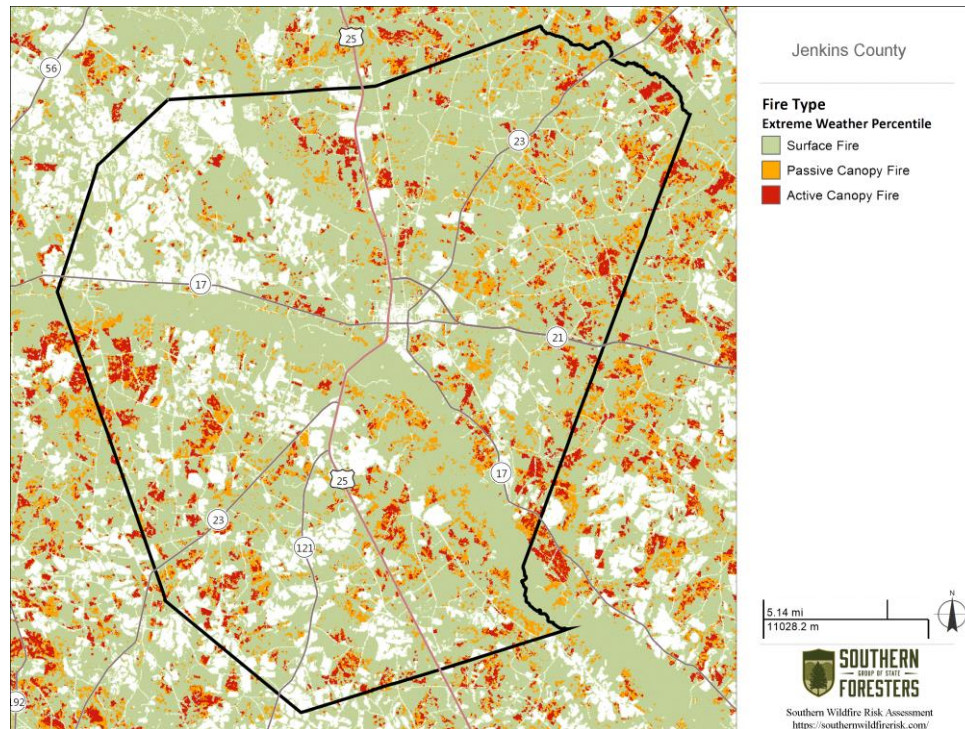 25
56
23
17
21
17
25
23
121
192
Jenkins County
Fire Type
Extreme Weather Percentile
Surface Fire
Passive Canopy Fire
Active Canopy Fire
N
5.14 mi
11028.2 m
SOUTHERN
GROUP OF STATE
FORESTERS
Southern Wildfire Risk Assessment
https://southernwildfirerisk.com/